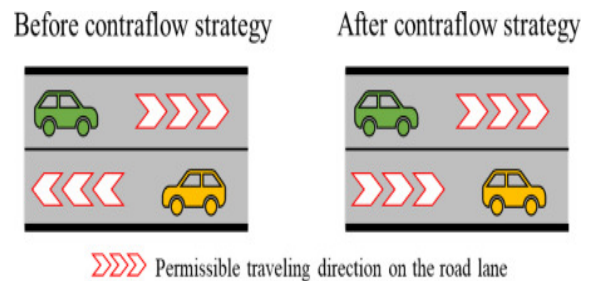 Before contraflow strategy
After contraflow strategy
Permissible traveling direction on the road lane